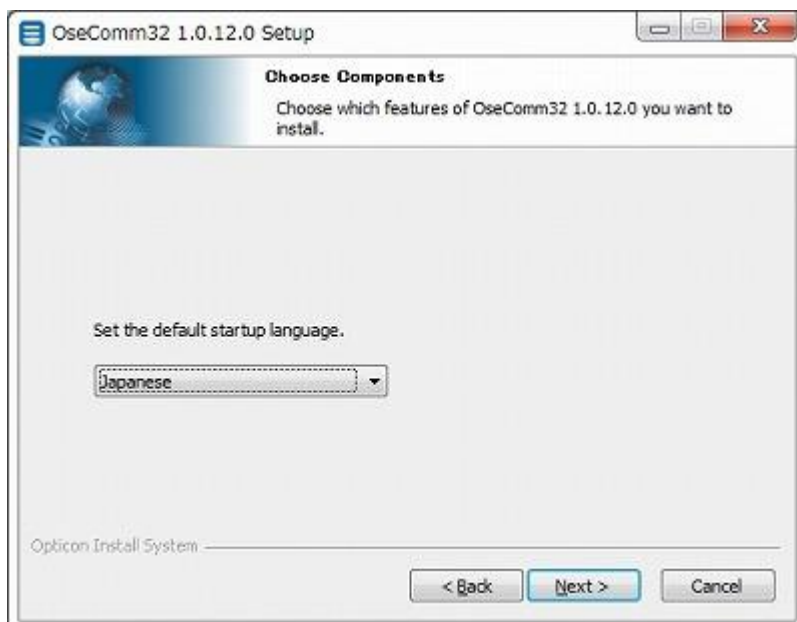 OseComm32 1.0.12.0 Setup
Choose Components
Choose which features of OseComm32 1.0.12.0 you want to
install.
Set the default startup language.
Japanese
Opticon Install System
< Back
Next >
Cancel